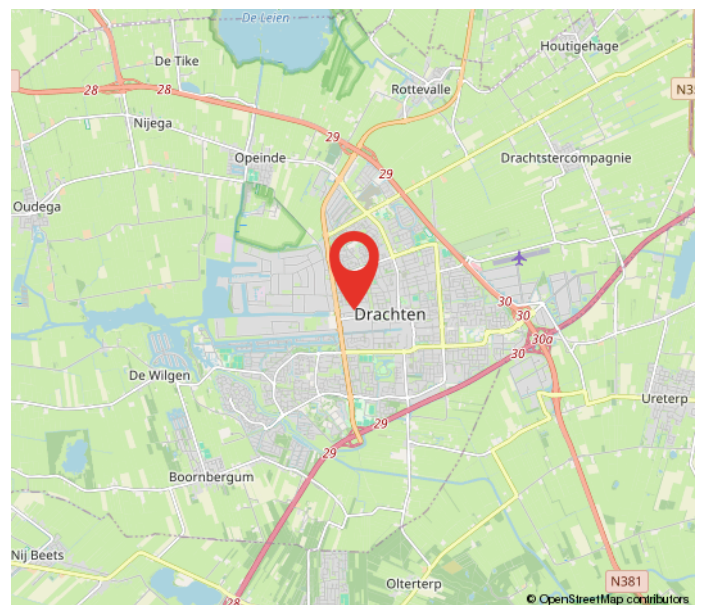 De Leien
Houtigehage
De Tike
Rottevalle
28
28
Nijega
29
Opeinde
Drachtstercompagnie
29
Oudega
30
Drachten
30
30a
30
De Wilgen
Ureterp
29
29
Boornbergum
Nij Beets
Olterterp
N381
28
© OpenStreetMap contributors